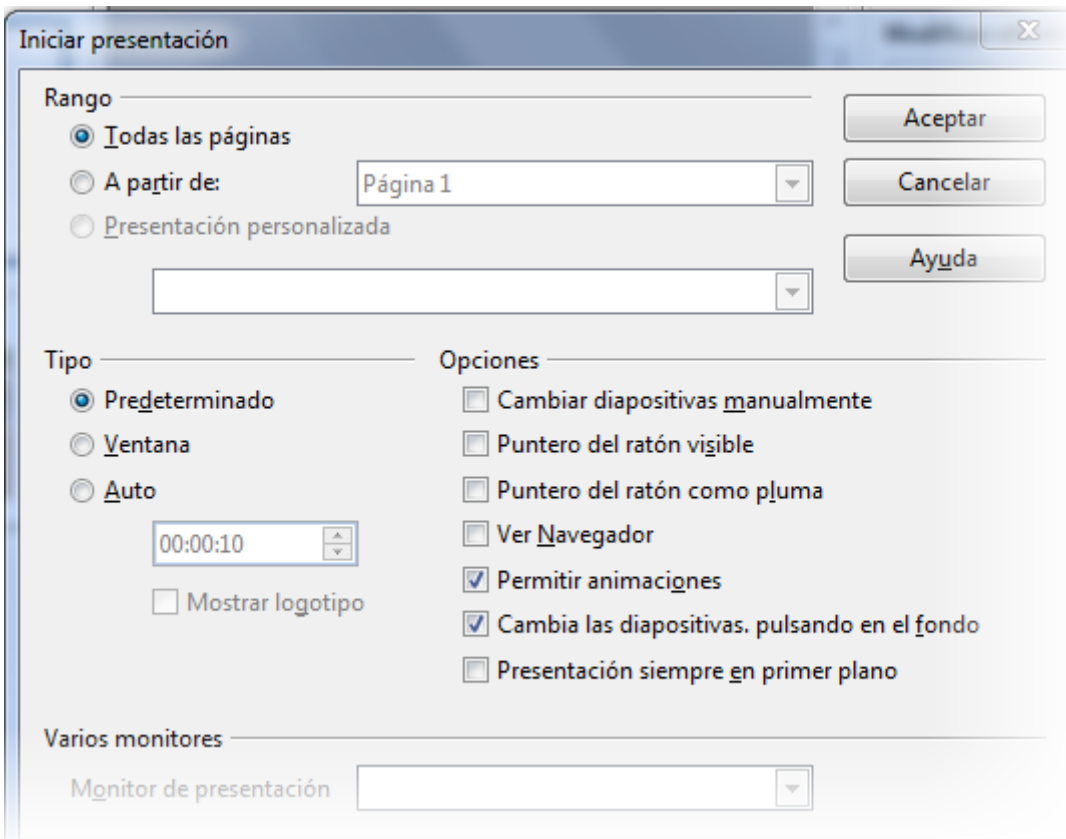 Iniciar presentación
Rango
Todas las páginas
Aceptar
A partir de:
Página 1
Cancelar
Presentación personalizada
Ayuda
Tipo
Opciones
Predeterminado
Cambiar diapositivas manualmente
Ventana
Puntero del ratón visible
Auto
Puntero del ratón como pluma
00:00:10
Ver Navegador
Permitir animaciones
Mostrar logotipo
Cambia las diapositivas. pulsando en el fondo
Presentación siempre en primer plano
Varios monitores
Monitor de presentación